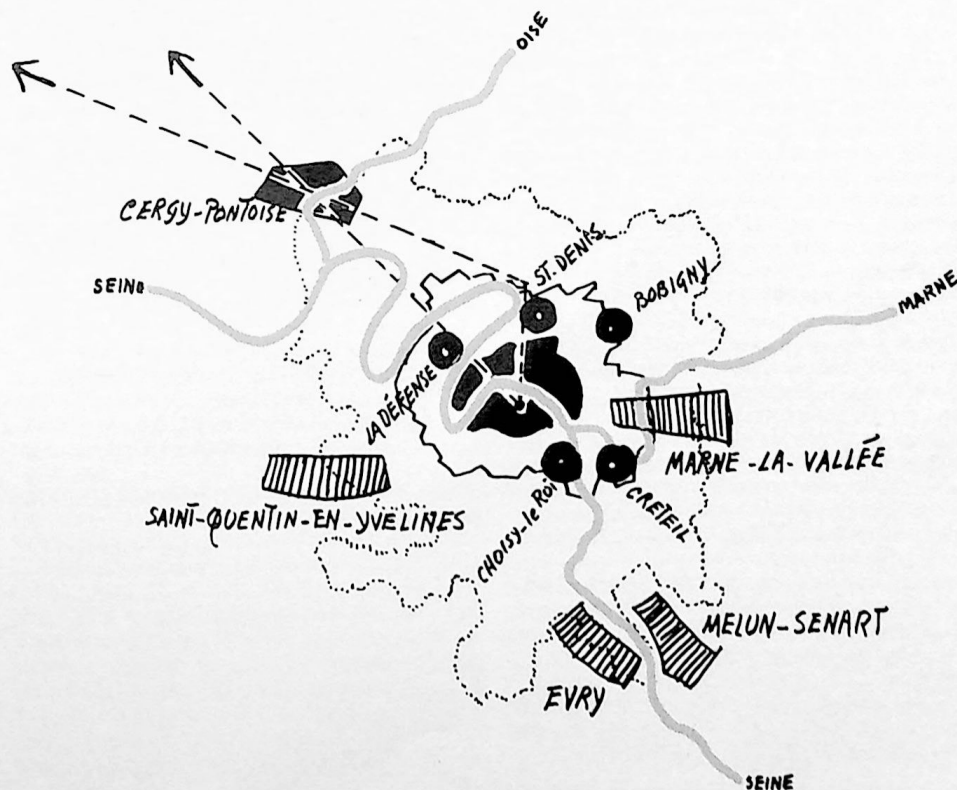 OISE
CERGY-PONTOISE
SEINE
ST. DENIS
BOBIGNY
MARNE
LA DÉFENSE
MARNE-LA-VALLÉE
SAINT-QUENTIN-EN-YVELINES
CHOISY-le ROI
CRETEIL
MELUN-SENART
EVRY
SEINE